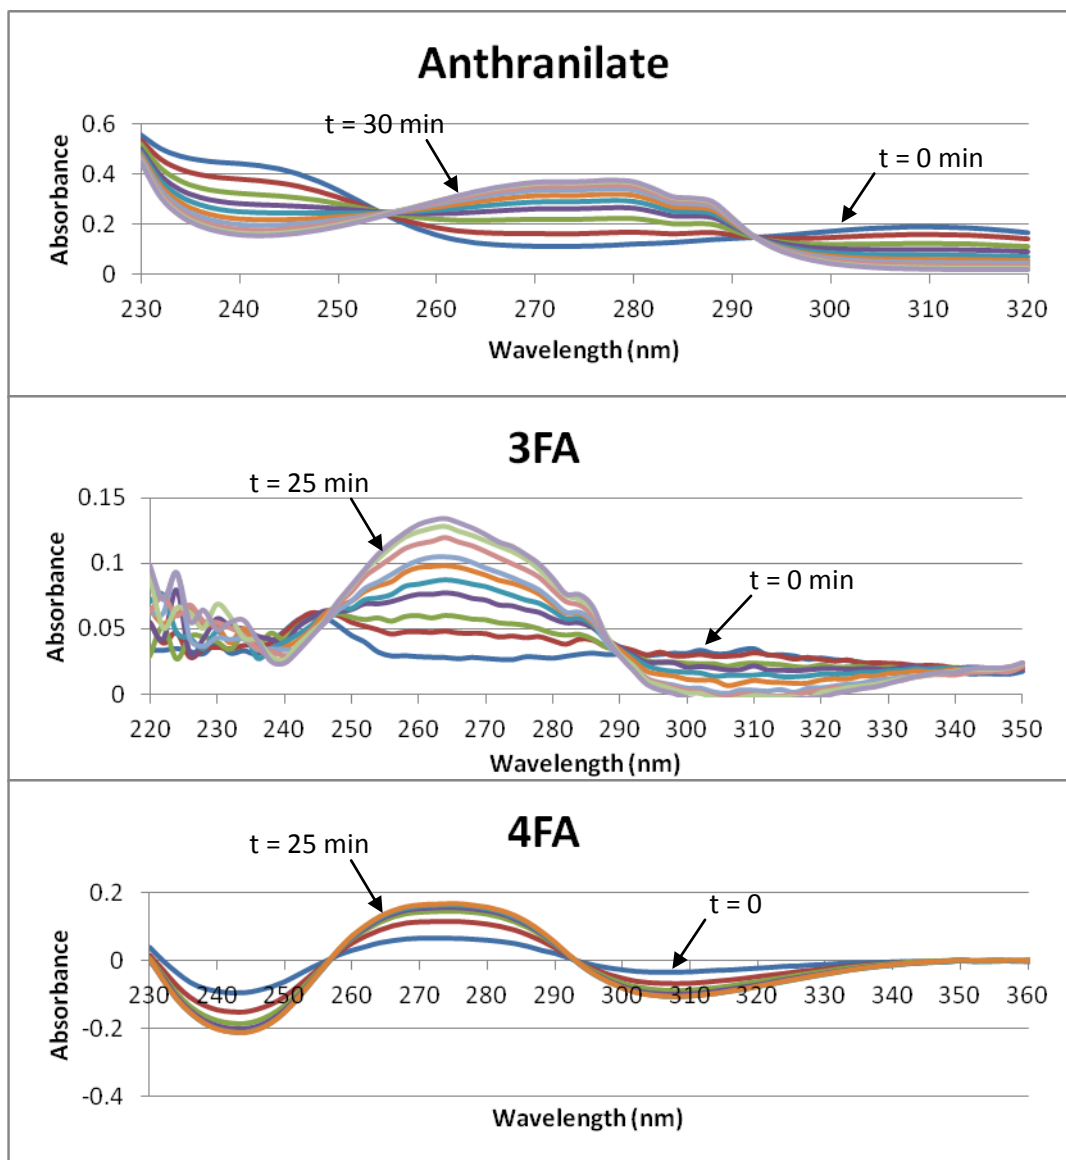 Anthranilate
t = 30 min
t = 0 min
0.6
0.4
0.2
0
Absorbance
230 240 250 260 270 280 290 300 310 320
Wavelength (nm)
3FA
t = 25 min
t = 0 min
0.15
0.1
0.05
0
Absorbance
220 230 240 250 260 270 280 290 300 310 320 330 340 350
Wavelength (nm)
4FA
t = 25 min
t = 0
0.2
0
-0.2
-0.4
Absorbance
230 240 250 260 270 280 290 300 310 320 330 340 350 360
Wavelength (nm)